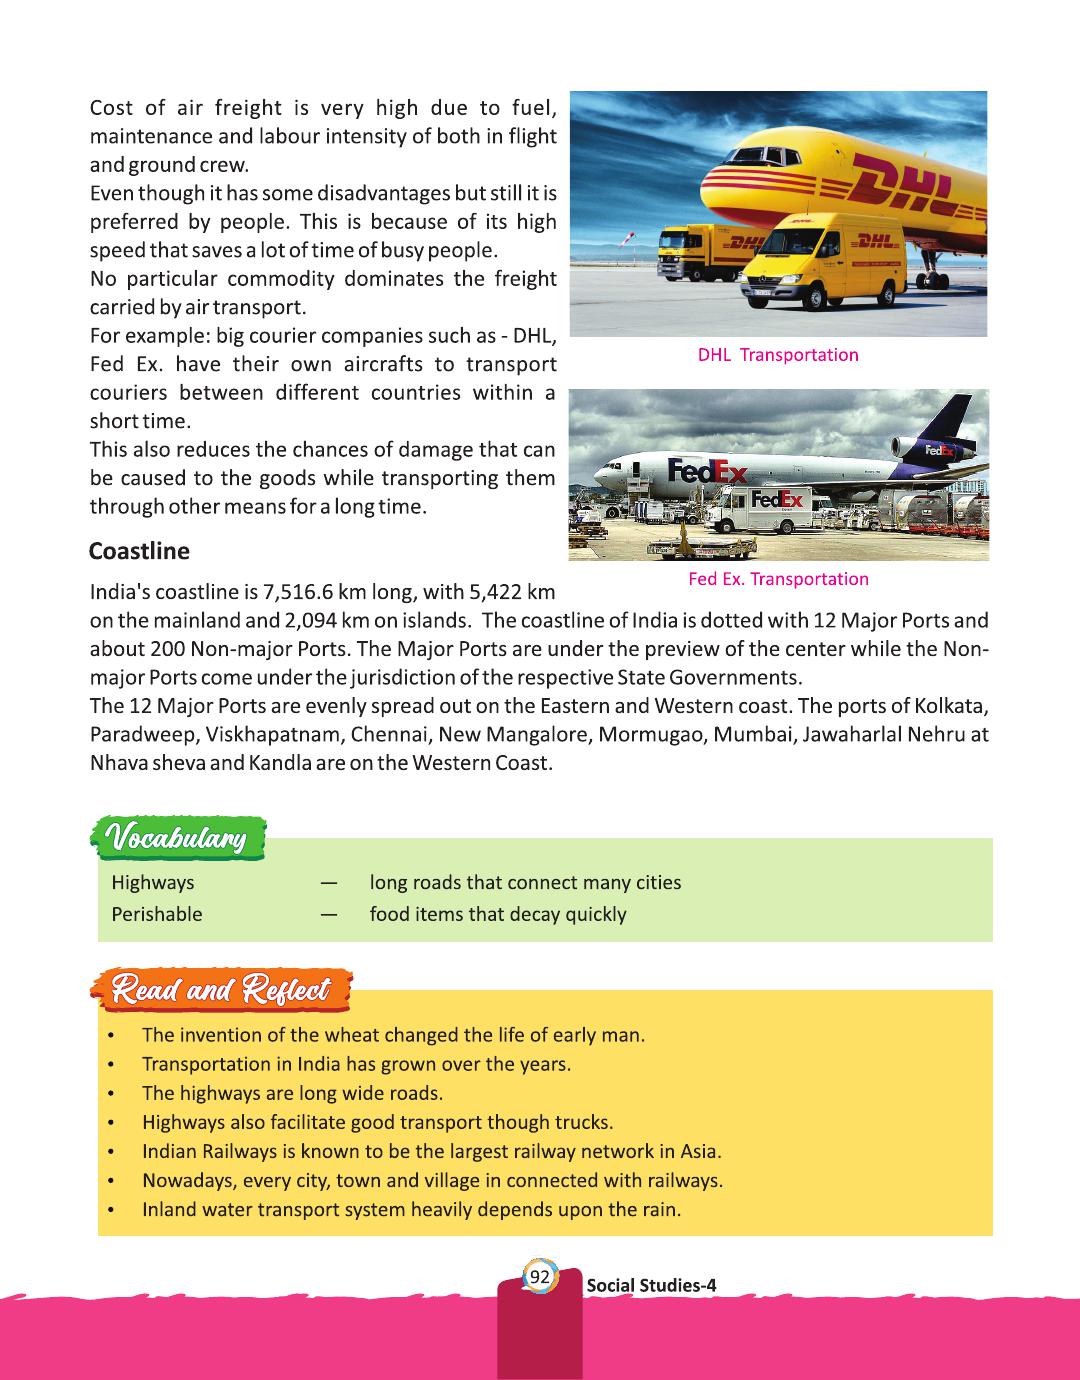 Cost of air freight is very high due to fuel,
maintenance and labour intensity of both in flight
and ground crew.
Even though it has some disadvantages but still it is
preferred by people. This is because of its high
speed that saves a lot of time of busy people.
No particular commodity dominates the freight
carried by air transport.
For example: big courier companies such as - DHL,
Fed Ex. have their own aircrafts to transport
couriers between different countries within a
short time.
This also reduces the chances of damage that can
be caused to the goods while transporting them
through other means for a long time.
DHL
DHL
DHL
DHL Transportation
FedEx
FedEx
FedEx
Fed Ex. Transportation
Coastline
India's coastline is 7,516.6 km long, with 5,422 km
on the mainland and 2,094 km on islands. The coastline of India is dotted with 12 Major Ports and
about 200 Non-major Ports. The Major Ports are under the preview of the center while the Non-
major Ports come under the jurisdiction of the respective State Governments.
The 12 Major Ports are evenly spread out on the Eastern and Western coast. The ports of Kolkata,
Paradweep, Viskhapatnam, Chennai, New Mangalore, Mormugao, Mumbai, Jawaharlal Nehru at
Nhava sheva and Kandla are on the Western Coast.
Vocabulary
Highways — long roads that connect many cities
Perishable — food items that decay quickly
Read and Reflect
• The invention of the wheat changed the life of early man.
• Transportation in India has grown over the years.
• The highways are long wide roads.
• Highways also facilitate good transport though trucks.
• Indian Railways is known to be the largest railway network in Asia.
• Nowadays, every city, town and village in connected with railways.
• Inland water transport system heavily depends upon the rain.
92
Social Studies-4